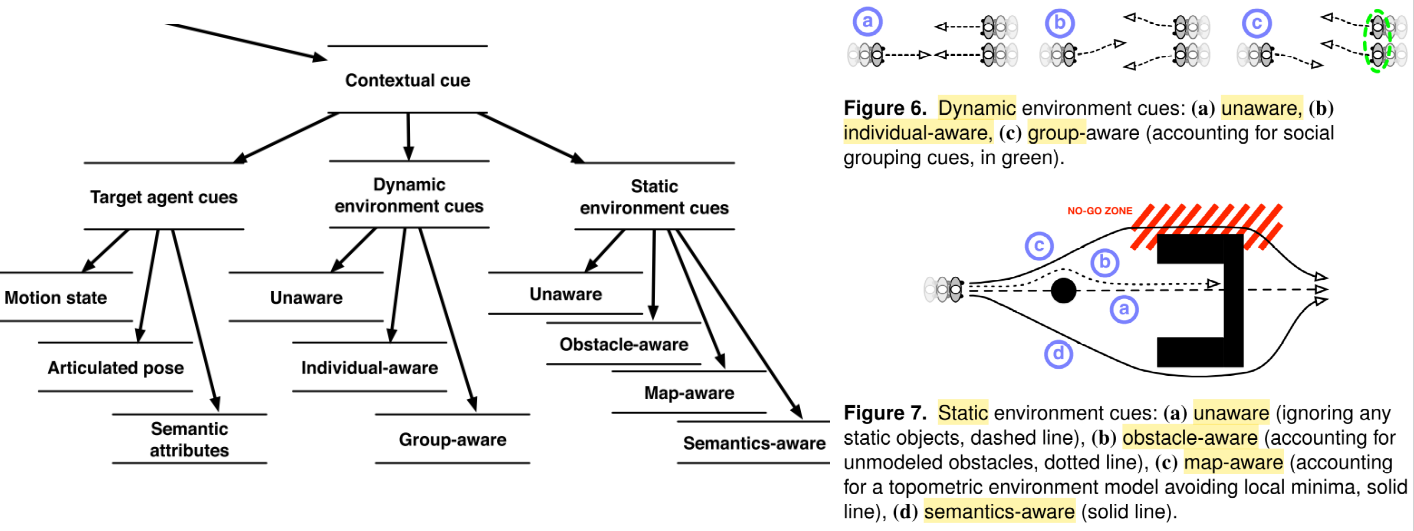 Contextual cue
Target agent cues
Dynamic
environment cues
Static
environment cues
Motion state
Articulated pose
Semantic
attributes
Unaware
Individual-aware
Group-aware
Unaware
Obstacle-aware
Map-aware
Semantics-aware
a
b
c
Figure 6. Dynamic environment cues: (a) unaware, (b)
individual-aware, (c) group-aware (accounting for social
grouping cues, in green).
NO-GO ZONE
c
b
a
d
Figure 7. Static environment cues: (a) unaware (ignoring any
static objects, dashed line), (b) obstacle-aware (accounting for
unmodeled obstacles, dotted line), (c) map-aware (accounting
for a topometric environment model avoiding local minima, solid
line), (d) semantics-aware (solid line).